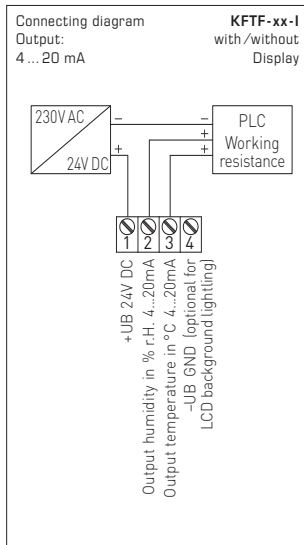 Connecting diagram
Output:
4 ... 20 mA
KFTF-xx-I
with / without
Display
230V AC
24V DC
–
+
–
+
+
PLC
Working
resistance
1
2
3
4
+UB 24V DC
Output humidity in % r.H. 4...20mA
Output temperature in °C 4...20mA
–UB GND (optional for
LCD background lightling)